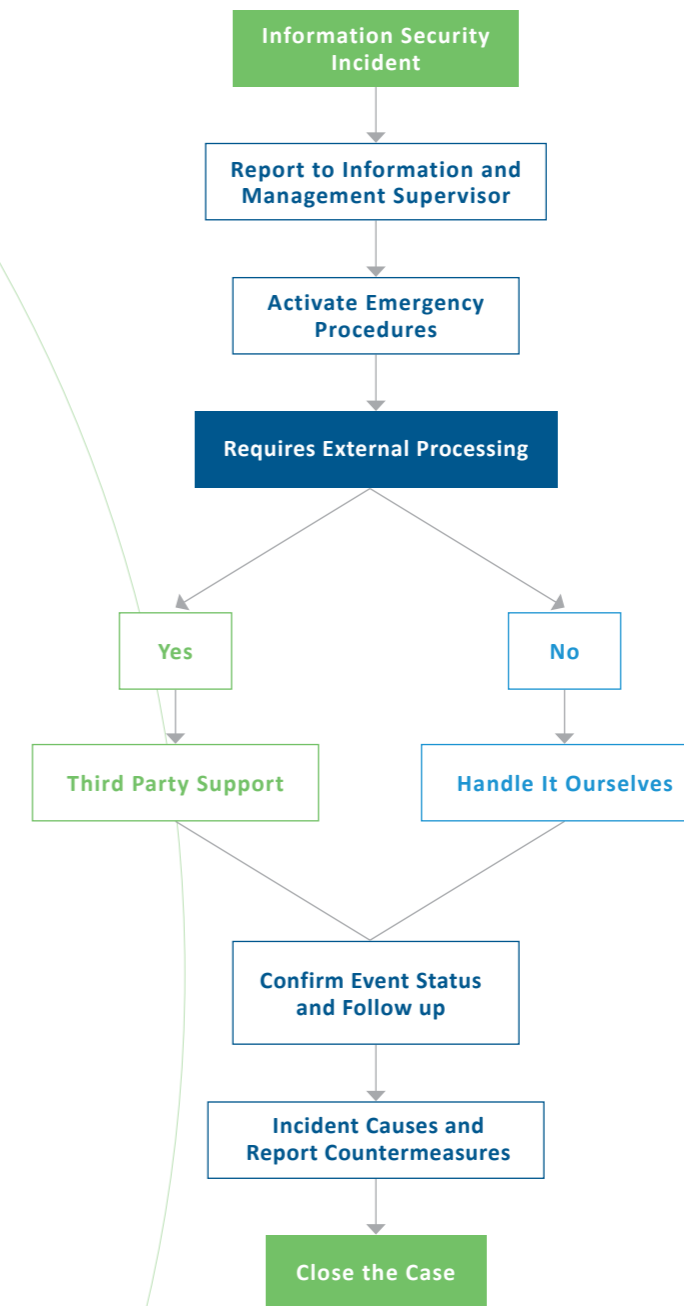 Information Security
Incident
Report to Information and
Management Supervisor
Activate Emergency
Procedures
Requires External Processing
Yes
No
Third Party Support
Handle It Ourselves
Confirm Event Status
and Follow up
Incident Causes and
Report Countermeasures
Close the Case